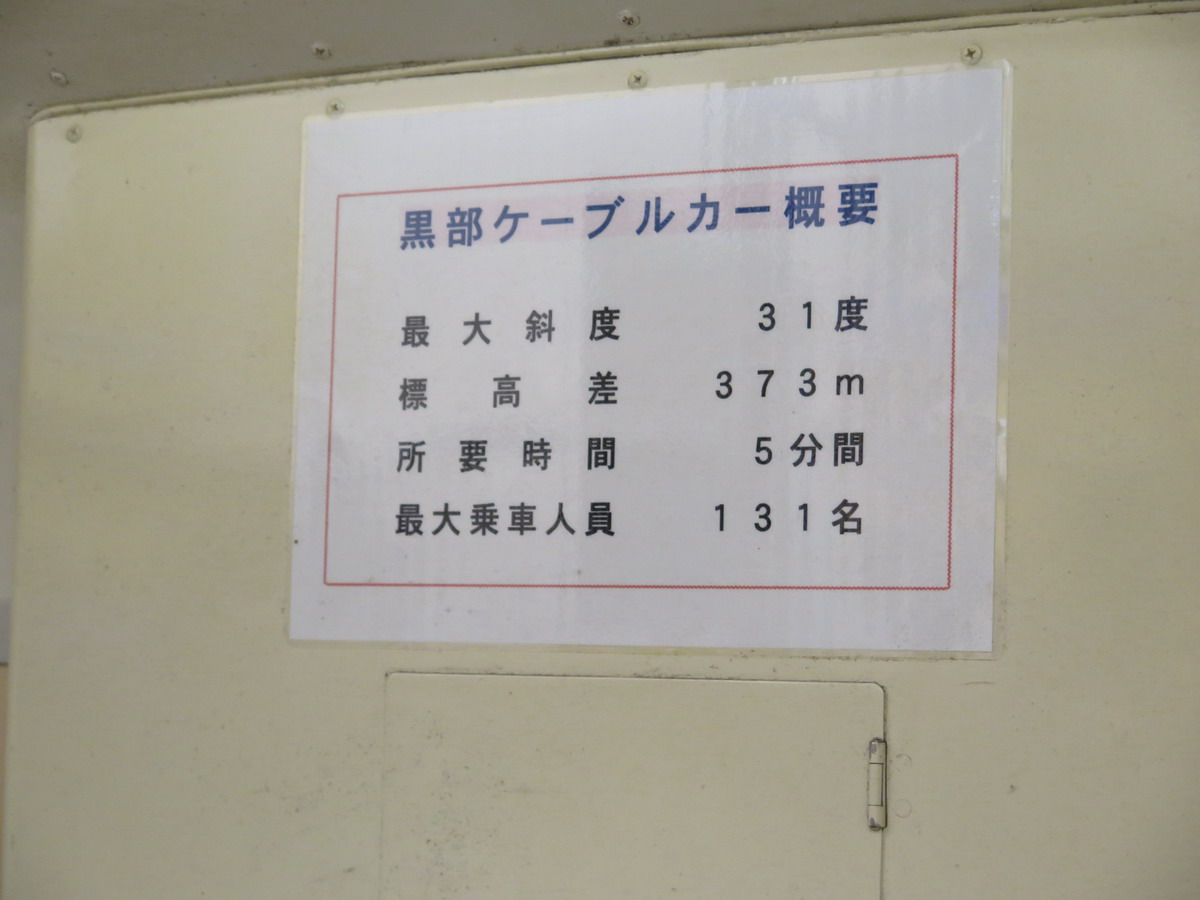 黒部ケーブルカー概要
最大斜度 31度
標高差 373m
所要時間 5分間
最大乗車人員 131名